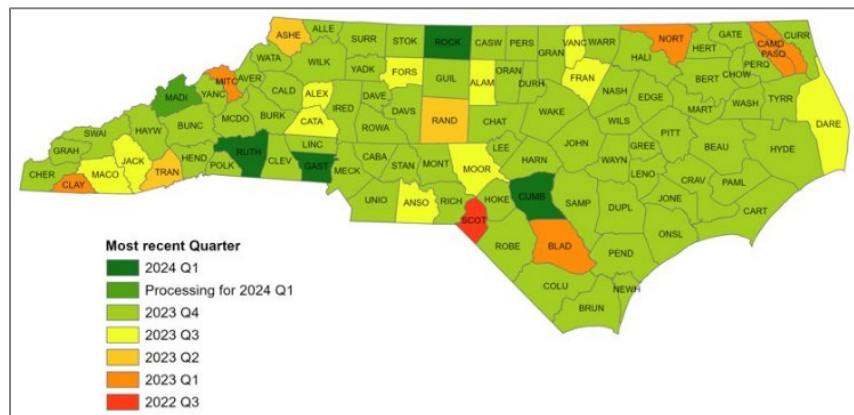 ASHE ALLE SURR STOK ROCK CASW PERS GRAN VANC WARR NORT HERT GATE CAMD PASQ CURR
WATA WILK YADK FORS GUIL ALAM ORAN DURH FRAN HALI BERT CHOW PERQ
MITC AVER CALD ALEX IRED DAVE DAVS RAND CHAT WAKE NASH EDGE MART WASH TYRR DARE
MADI YANC MCDO BURK CATA ROWA WILS PITT BEAU HYDE
SWAI HAYW BUNC RUTH LINC CABA STAN MONT MOOR LEE HARN JOHN WAYN GREE
GRAH JACK HEND POLK CLEV GAST MECK LENO CRAV PAML
CHER CLAY MACO TRAN UNIO ANSO RICH SCOT HOKE CUMB SAMP DUPL JONE CART
ROBE BLAD PEND ONSL
COLU NEWH
BRUN
Most recent Quarter
2024 Q1
Processing for 2024 Q1
2023 Q4
2023 Q3
2023 Q2
2023 Q1
2022 Q3